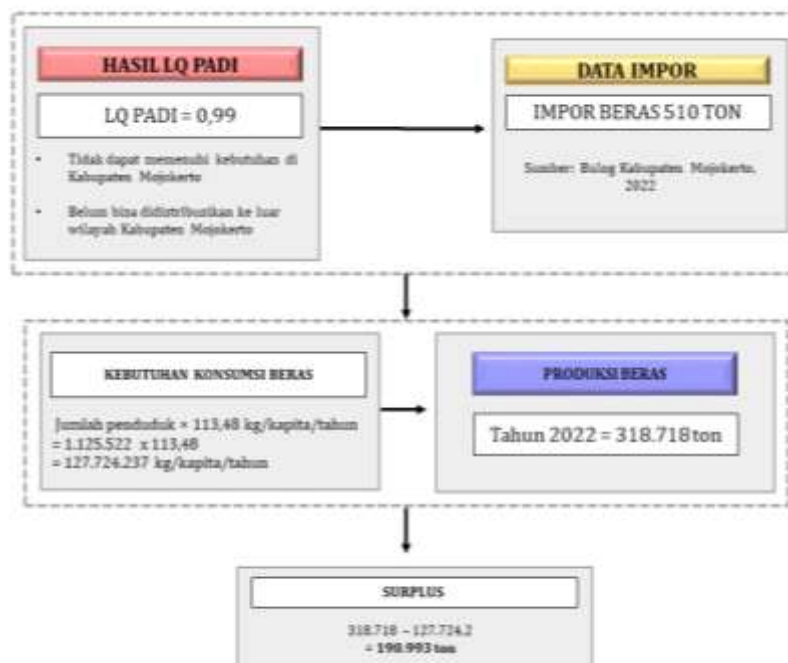 HASIL LQ PADI
LQ PADI = 0,99
• Tidak dapat memenuhi kebutuhan di
Kabupaten Mojokerto
• Belum bisa didistribusikan ke luar
wilayah Kabupaten Mojokerto
DATA IMPOR
IMPOR BERAS 510 TON
Sumber: Bulog Kabupaten Mojokerto,
2022
KEBUTUHAN KONSUMSI BERAS
Jumlah penduduk × 113,48 kg/kapita/tahun
= 1.125.522 x 113,48
= 127.724.237 kg/kapita/tahun
PRODUKSI BERAS
Tahun 2022 = 318.718 ton
SURPLUS
318.718 – 127.724.2
= 190.993 ton